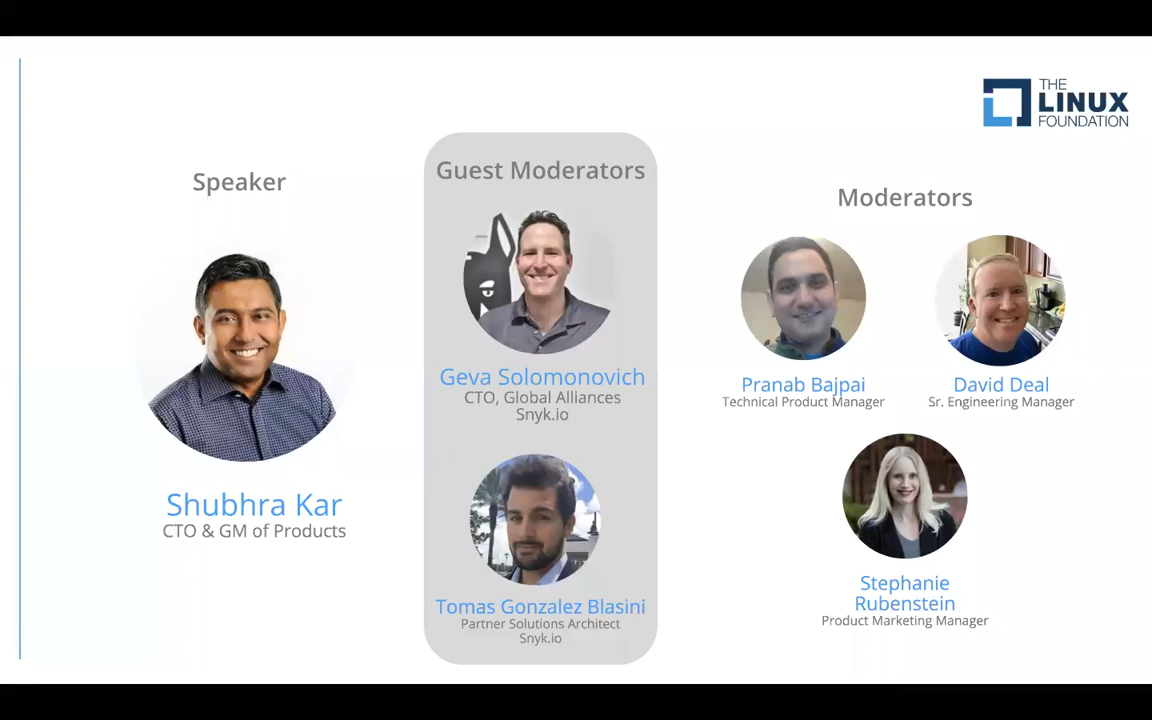 THE
LINUX
FOUNDATION
Speaker
Shubhra Kar
CTO & GM of Products
Guest Moderators
Geva Solomonovich
CTO, Global Alliances
Snyk.io
Tomas Gonzalez Blasini
Partner Solutions Architect
Snyk.io
Moderators
Pranab Bajpai
Technical Product Manager
David Deal
Sr. Engineering Manager
Stephanie
Rubenstein
Product Marketing Manager